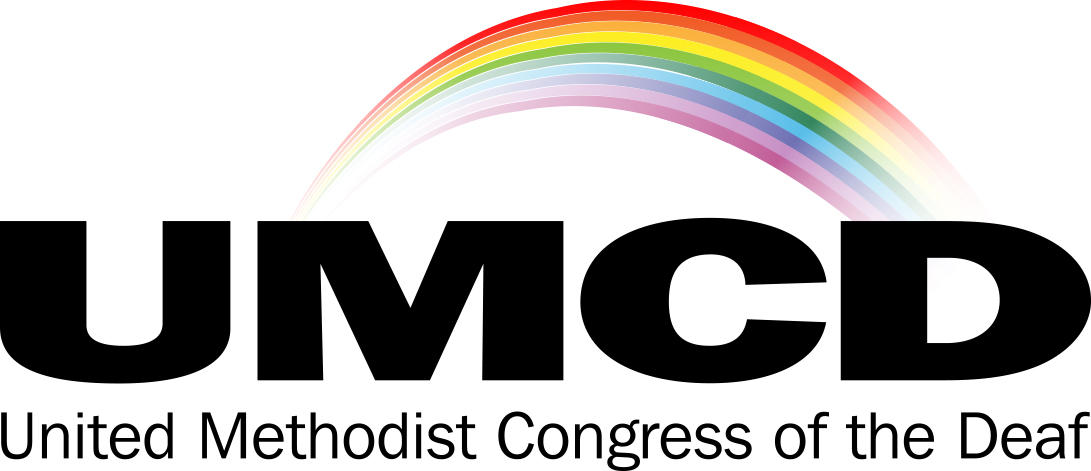 UMCD
United Methodist Congress of the Deaf